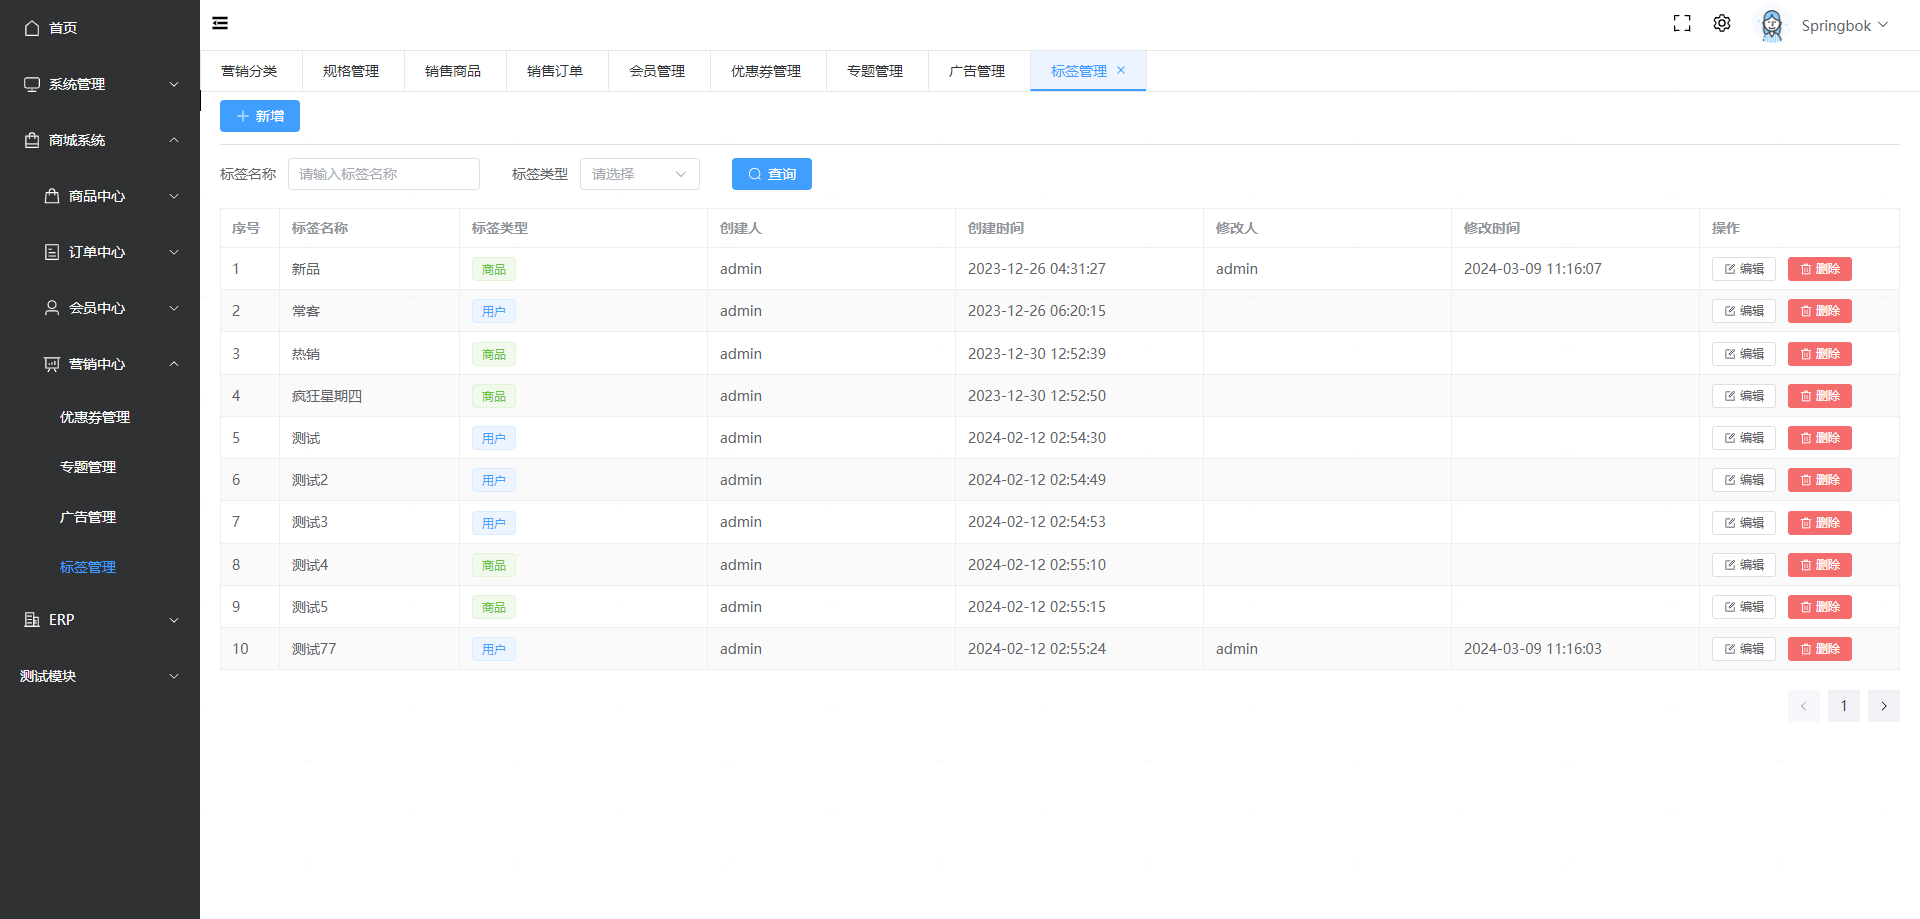 首页
系统管理
商城系统
商品中心
订单中心
会员中心
营销中心
优惠券管理
专题管理
广告管理
标签管理
ERP
测试模块
Springbok
营销分类 规格管理 销售商品 销售订单 会员管理 优惠券管理 专题管理 广告管理 标签管理
新增
标签名称 请输入标签名称 标签类型 请选择 查询
序号 标签名称 标签类型 创建人 创建时间 修改人 修改时间 操作
1 新品 商品 admin 2023-12-26 04:31:27 admin 2024-03-09 11:16:07 编辑 删除
2 常客 用户 admin 2023-12-26 06:20:15 编辑 删除
3 热销 商品 admin 2023-12-30 12:52:39 编辑 删除
4 疯狂星期四 商品 admin 2023-12-30 12:52:50 编辑 删除
5 测试 用户 admin 2024-02-12 02:54:30 编辑 删除
6 测试2 用户 admin 2024-02-12 02:54:49 编辑 删除
7 测试3 用户 admin 2024-02-12 02:54:53 编辑 删除
8 测试4 商品 admin 2024-02-12 02:55:10 编辑 删除
9 测试5 商品 admin 2024-02-12 02:55:15 编辑 删除
10 测试77 用户 admin 2024-02-12 02:55:24 admin 2024-03-09 11:16:03 编辑 删除
1